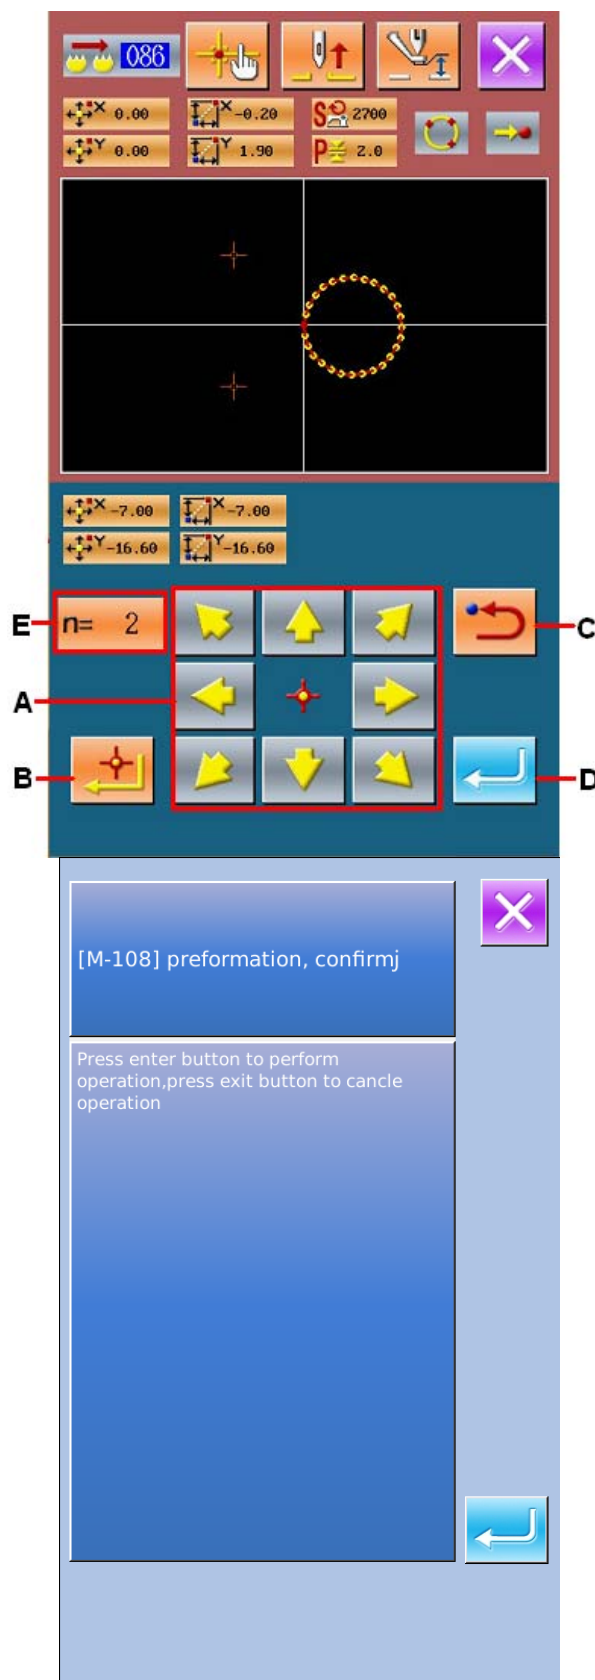 086
X 0.00
X -0.20
S 2700
Y 0.00
Y 1.90
P 2.0
X -7.00
X -7.00
Y -16.60
Y -16.60
E
n= 2
C
A
B
D
[M-108] preformation, confirmj
Press enter button to perform
operation,press exit button to cancle
operation